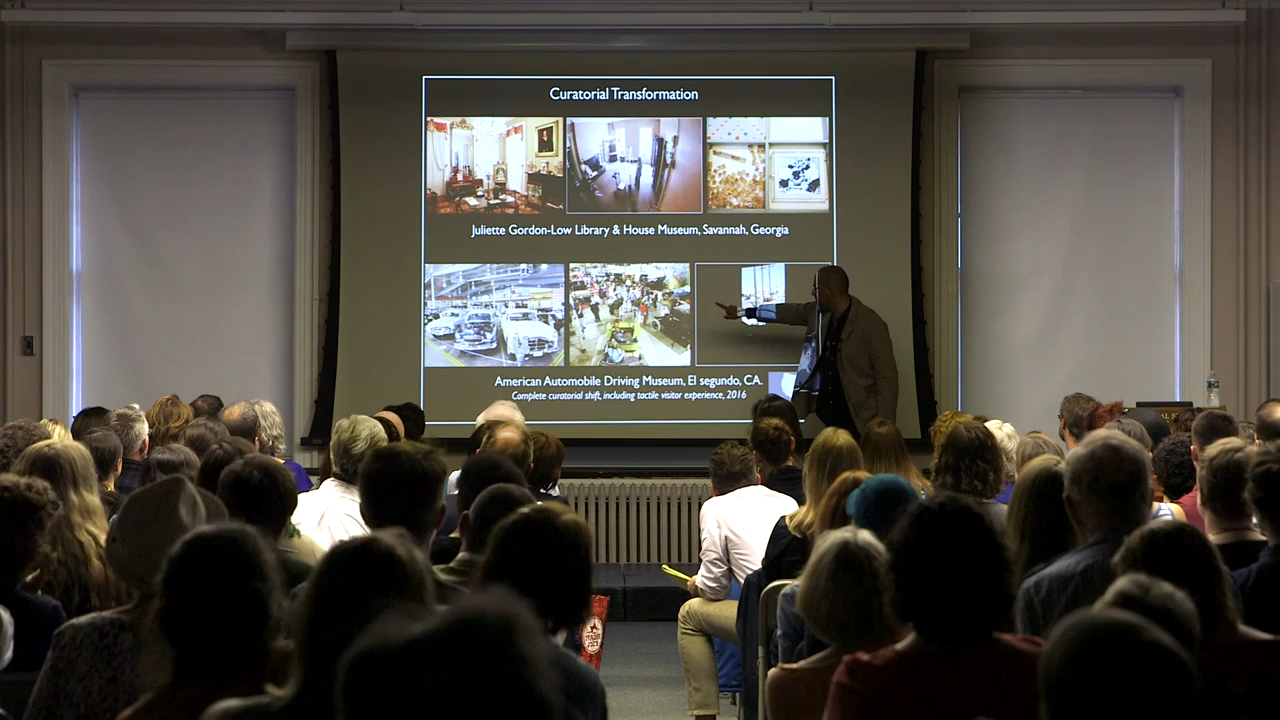 Curatorial Transformation
Juliette Gordon-Low Library & House Museum, Savannah, Georgia
American Automobile Driving Museum, El segundo, CA.
Complete curatorial shift, including tactile visitor experience, 2016